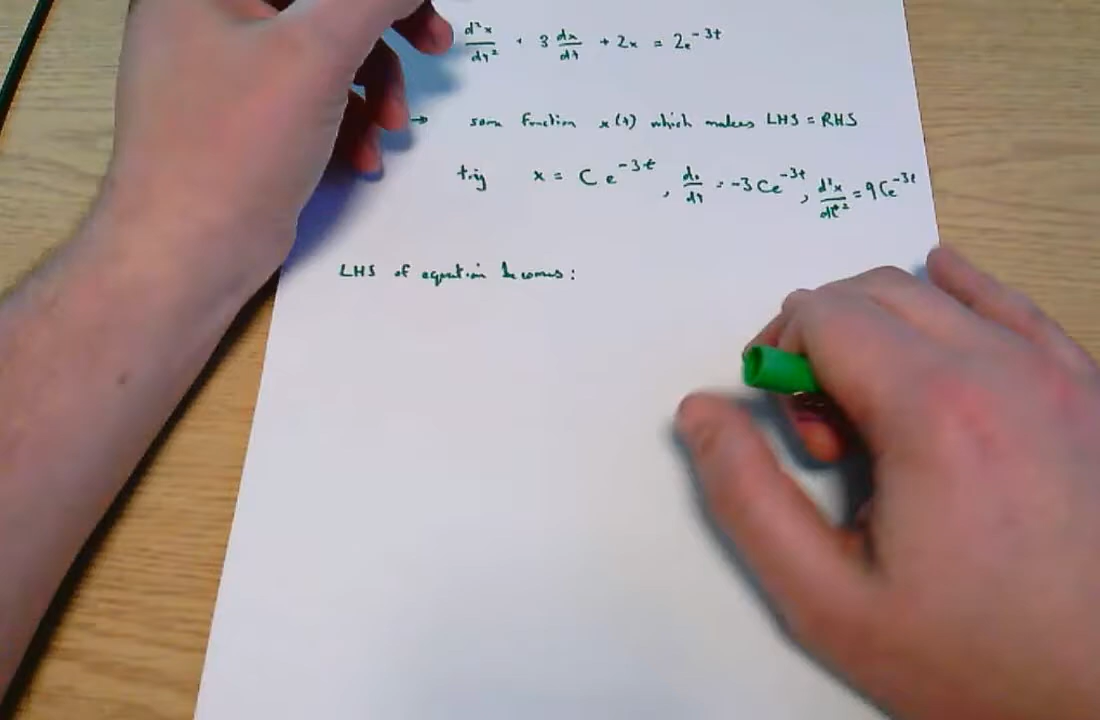 d²x/dt² + 3 dx/dt + 2x = 2e^-3t
→ some function x(t) which makes LHS = RHS
try x = Ce^-3t, dx/dt = -3Ce^-3t, d²x/dt² = 9Ce^-3t
LHS of equation becomes: